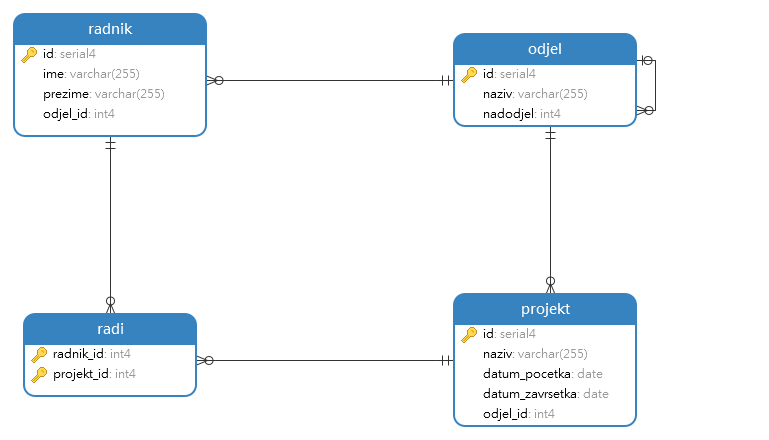 radnik
id: serial4
ime: varchar(255)
prezime: varchar(255)
odjel_id: int4
odjel
id: serial4
naziv: varchar(255)
nadodjel: int4
radi
radnik_id: int4
projekt_id: int4
projekt
id: serial4
naziv: varchar(255)
datum_pocetka: date
datum_zavrsetka: date
odjel_id: int4